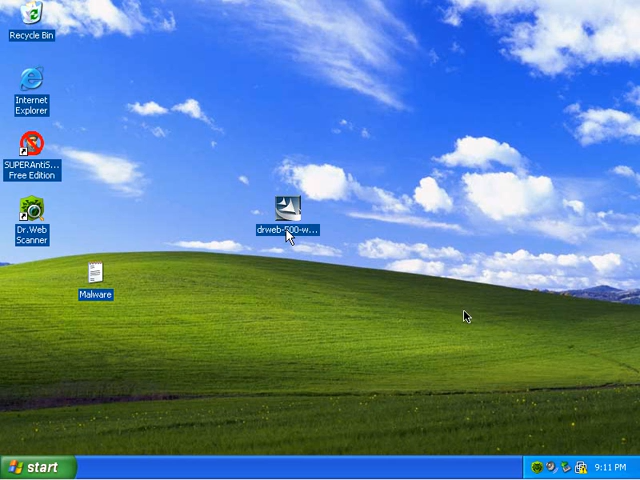 Recycle Bin
Internet
Explorer
SUPERAntiS...
Free Edition
Dr.Web
Scanner
drweb-500-w...
Malware
start
9:11 PM